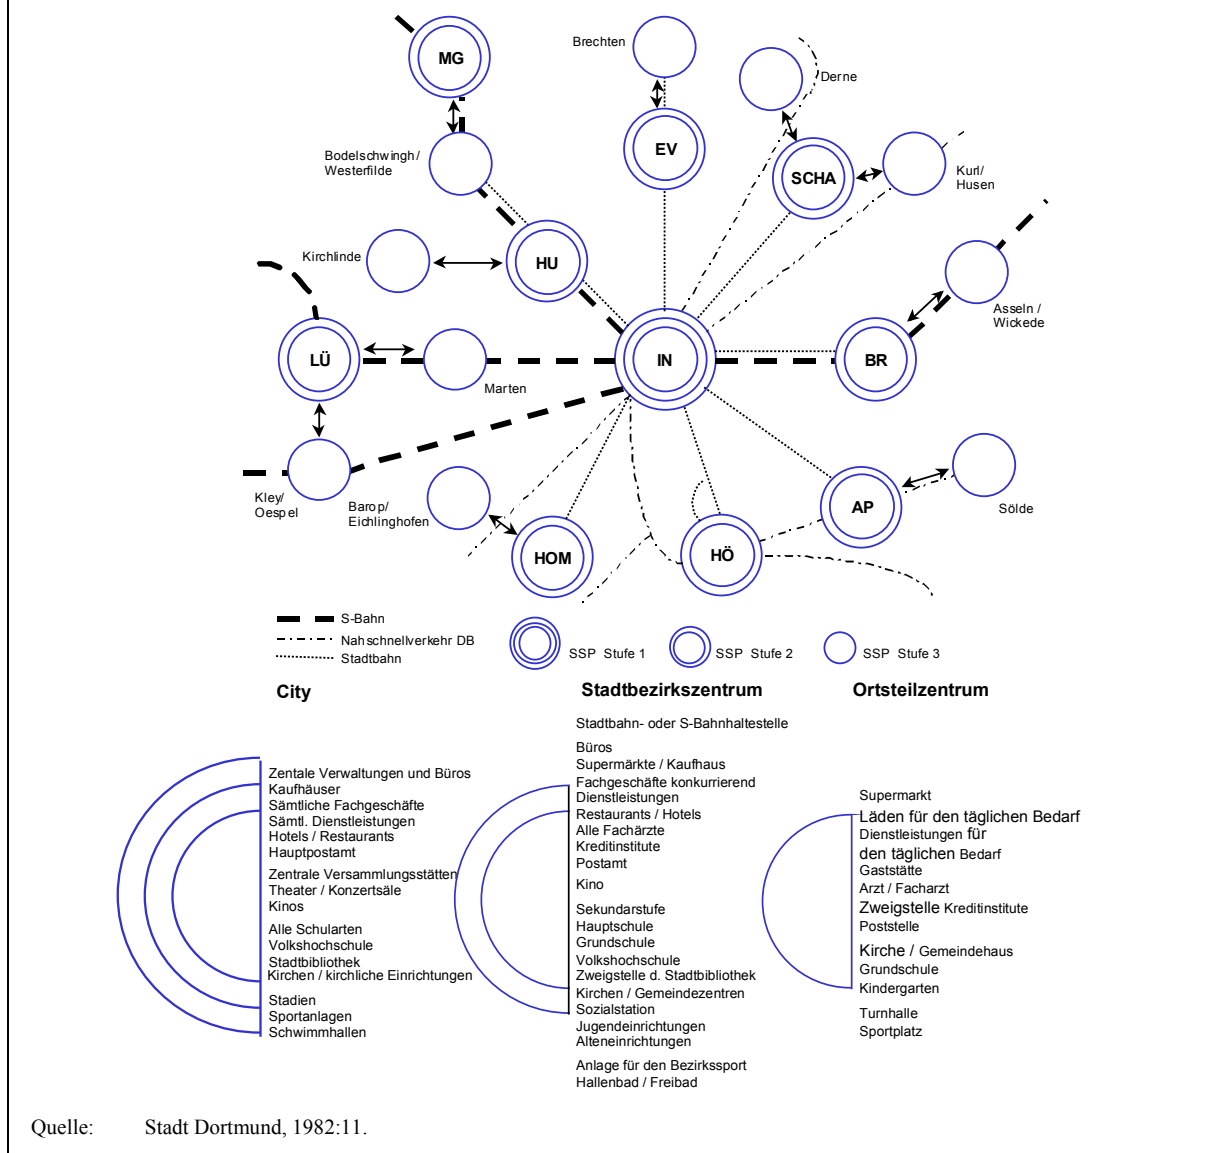 MG
Brechten
Derne
EV
Bodelschwingh /
Westerfilde
SCHA
Kurl/
Husen
Kirchlinde
HU
Asseln /
Wickede
LÜ
IN
BR
Marten
Kley/
Oespel
Barop/
Eichlinghofen
AP
Sölde
HOM
HÖ
S-Bahn
Nahschnellverkehr DB
Stadtbahn
SSP Stufe 1
SSP Stufe 2
SSP Stufe 3
City
Zentale Verwaltungen und Büros
Kaufhäuser
Sämtliche Fachgeschäfte
Sämtl. Dienstleistungen
Hotels / Restaurants
Hauptpostamt
Zentrale Versammlungsstätten
Theater / Konzertsäle
Kinos
Alle Schularten
Volkshochschule
Stadtbibliothek
Kirchen / kirchliche Einrichtungen
Stadien
Sportanlagen
Schwimmhallen
Stadtbezirkszentrum
Stadtbahn- oder S-Bahnhaltestelle
Büros
Supermärkte / Kaufhaus
Fachgeschäfte konkurrierend
Dienstleistungen
Restaurants / Hotels
Alle Fachärzte
Kreditinstitute
Postamt
Kino
Sekundarstufe
Hauptschule
Grundschule
Volkshochschule
Zweigstelle d. Stadtbibliothek
Kirchen / Gemeindezentren
Sozialstation
Jugendeinrichtungen
Alteneinrichtungen
Anlage für den Bezirkssport
Hallenbad / Freibad
Ortsteilzentrum
Supermarkt
Läden für den täglichen Bedarf
Dienstleistungen für
den täglichen Bedarf
Gaststätte
Arzt / Facharzt
Zweigstelle Kreditinstitute
Poststelle
Kirche / Gemeindehaus
Grundschule
Kindergarten
Turnhalle
Sportplatz
Quelle: Stadt Dortmund, 1982:11.